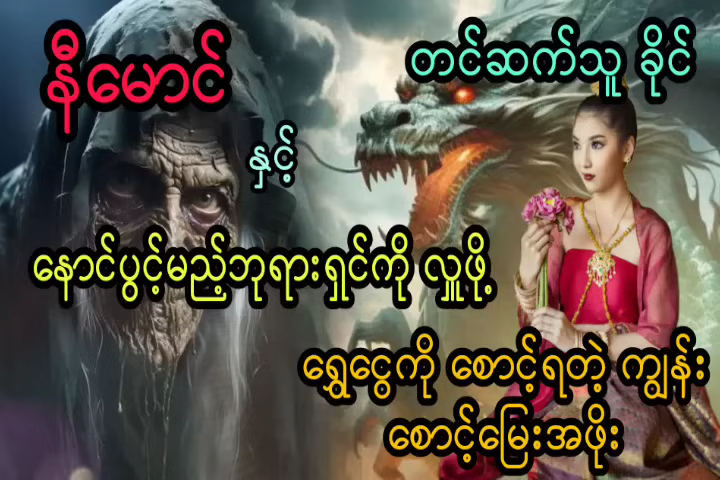 နီမောင်
တင်ဆက်သူ ခိုင်
နှင့်
နောင်ပွင့်မည့်ဘုရားရှင်ကို လှူဖို့
ရွှေငွေကို စောင့်ရတဲ့ ကျွန်း
စောင့်မြေးအဖိုး